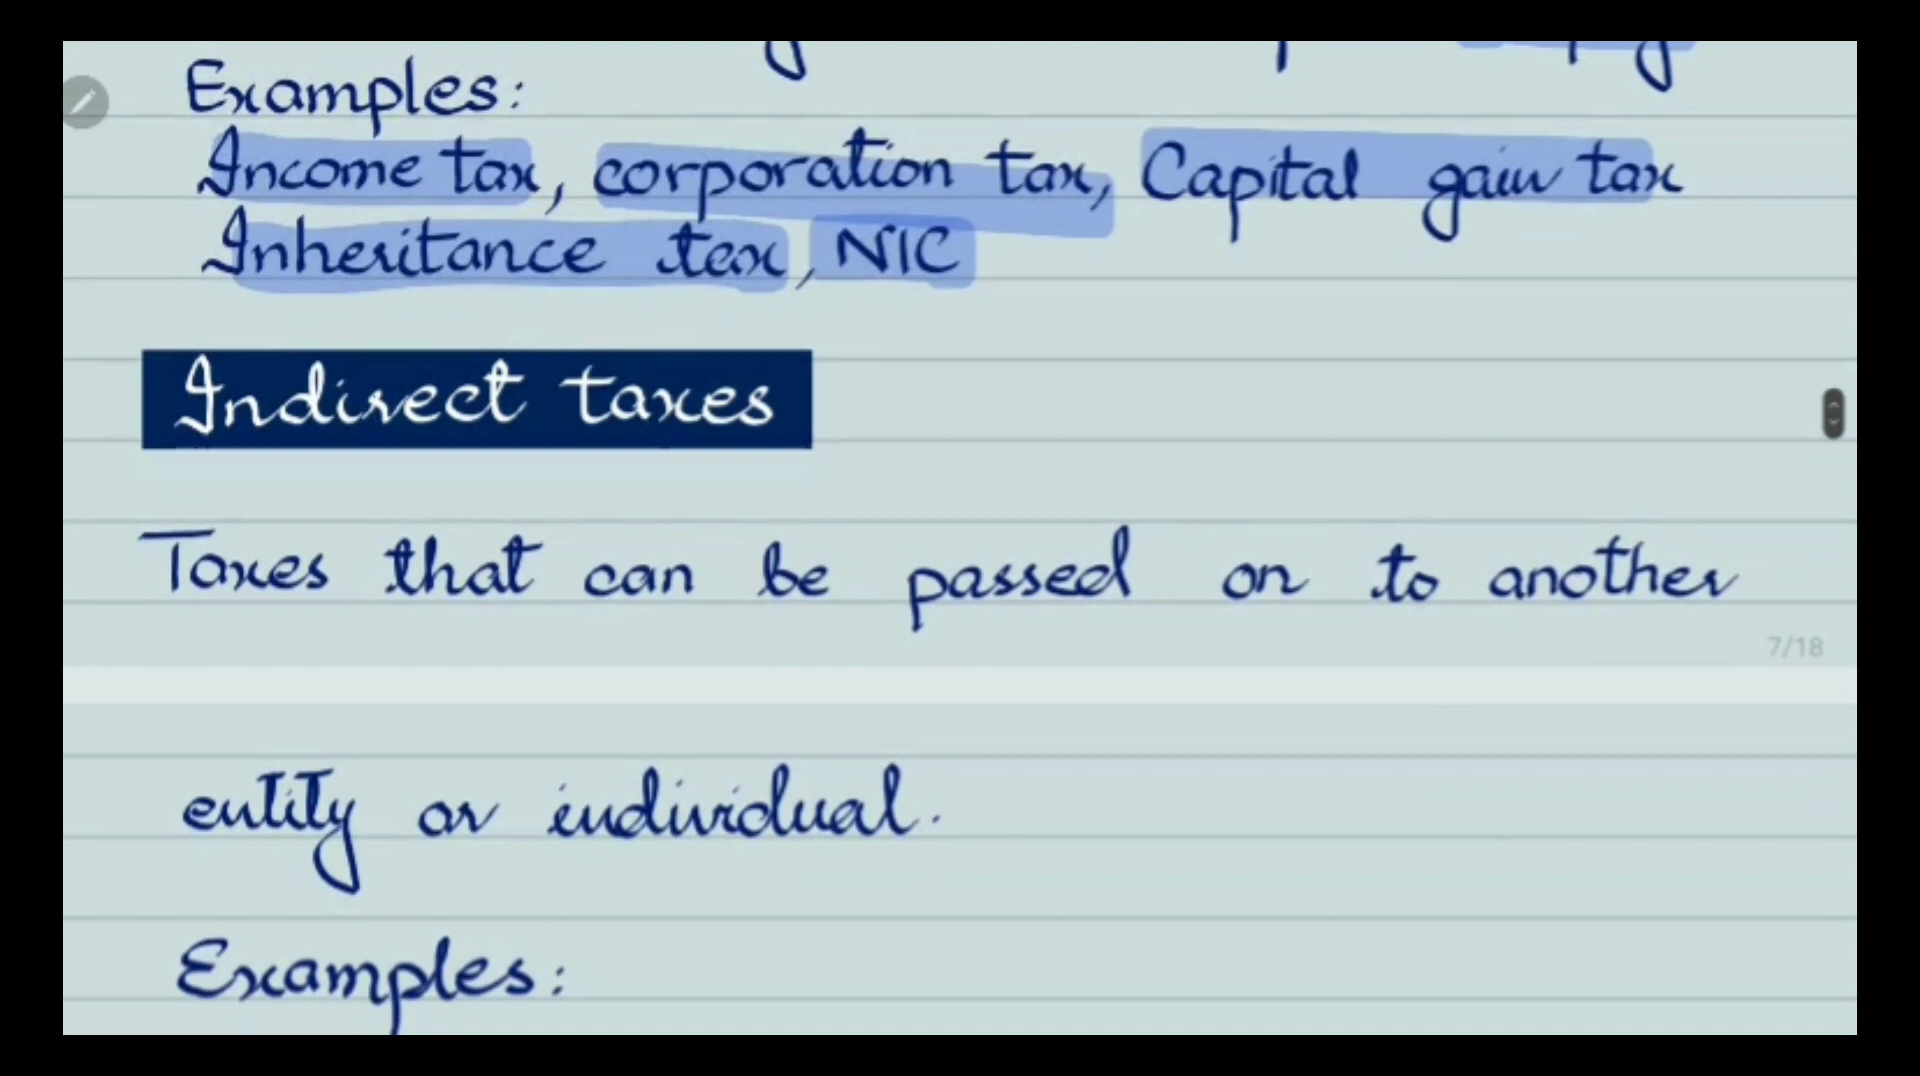 Examples:
Income tax, corporation tax, Capital gain tax
Inheritance tax, NIC
Indirect taxes
Taxes that can be passed on to another
7/18
entity or individual.
Examples: